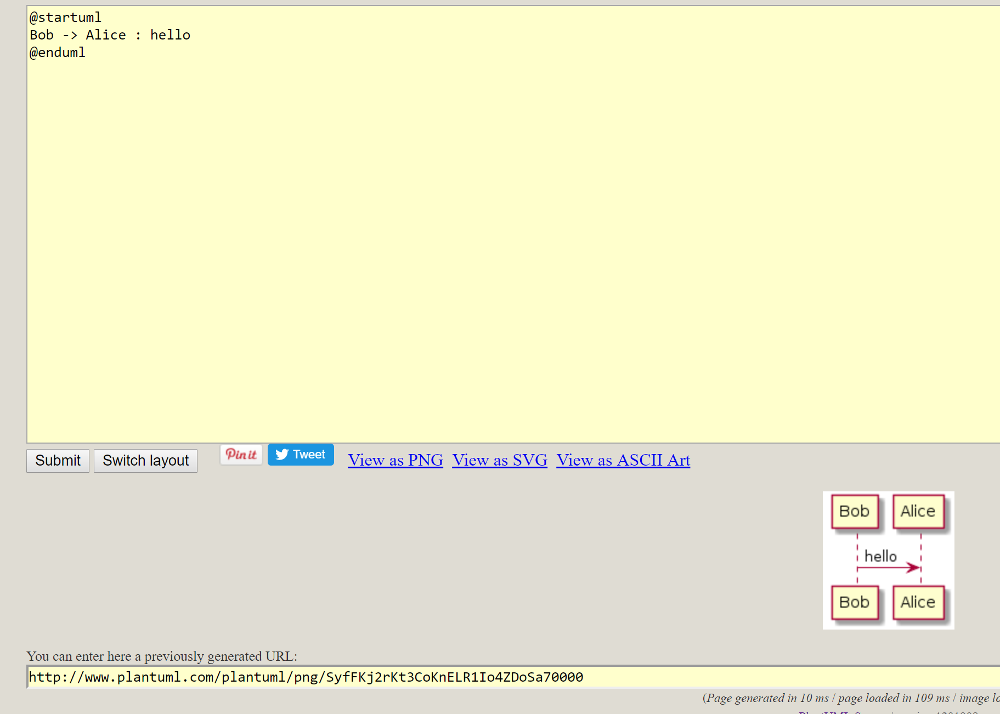 @startuml
Bob -> Alice : hello
@enduml
Submit Switch layout Pin it Tweet View as PNG View as SVG View as ASCII Art
Bob Alice
hello
Bob Alice
You can enter here a previously generated URL:
http://www.plantuml.com/plantuml/png/SyfFKj2rKt3CoKnELR1Io4ZDoSa70000
(Page generated in 10 ms / page loaded in 109 ms / image lo